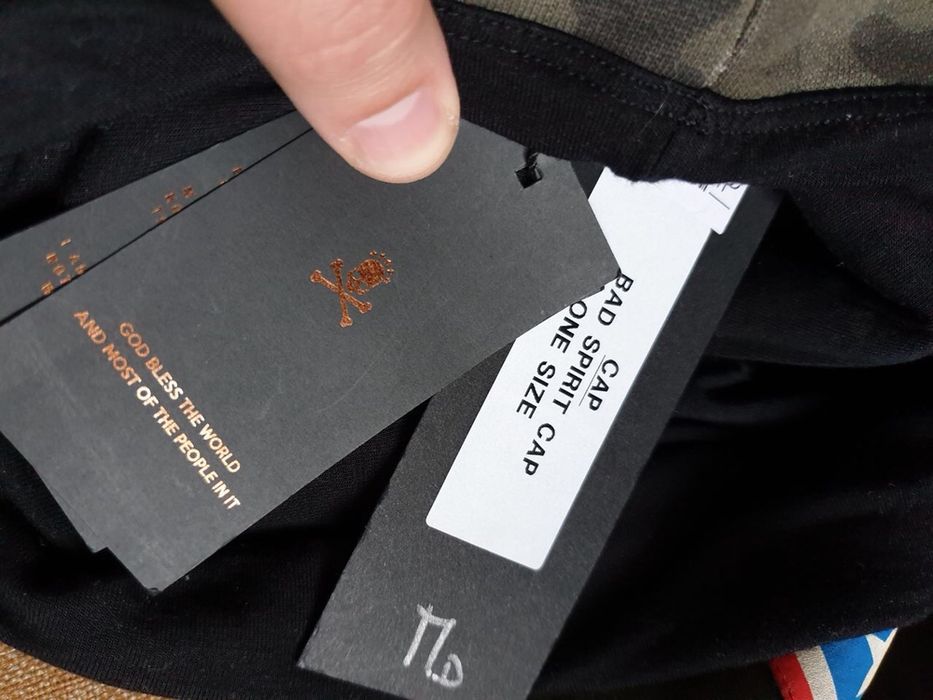 GOD BLESS THE WORLD
AND MOST OF THE PEOPLE IN IT
CAP
BAD SPIRIT CAP
ONE SIZE